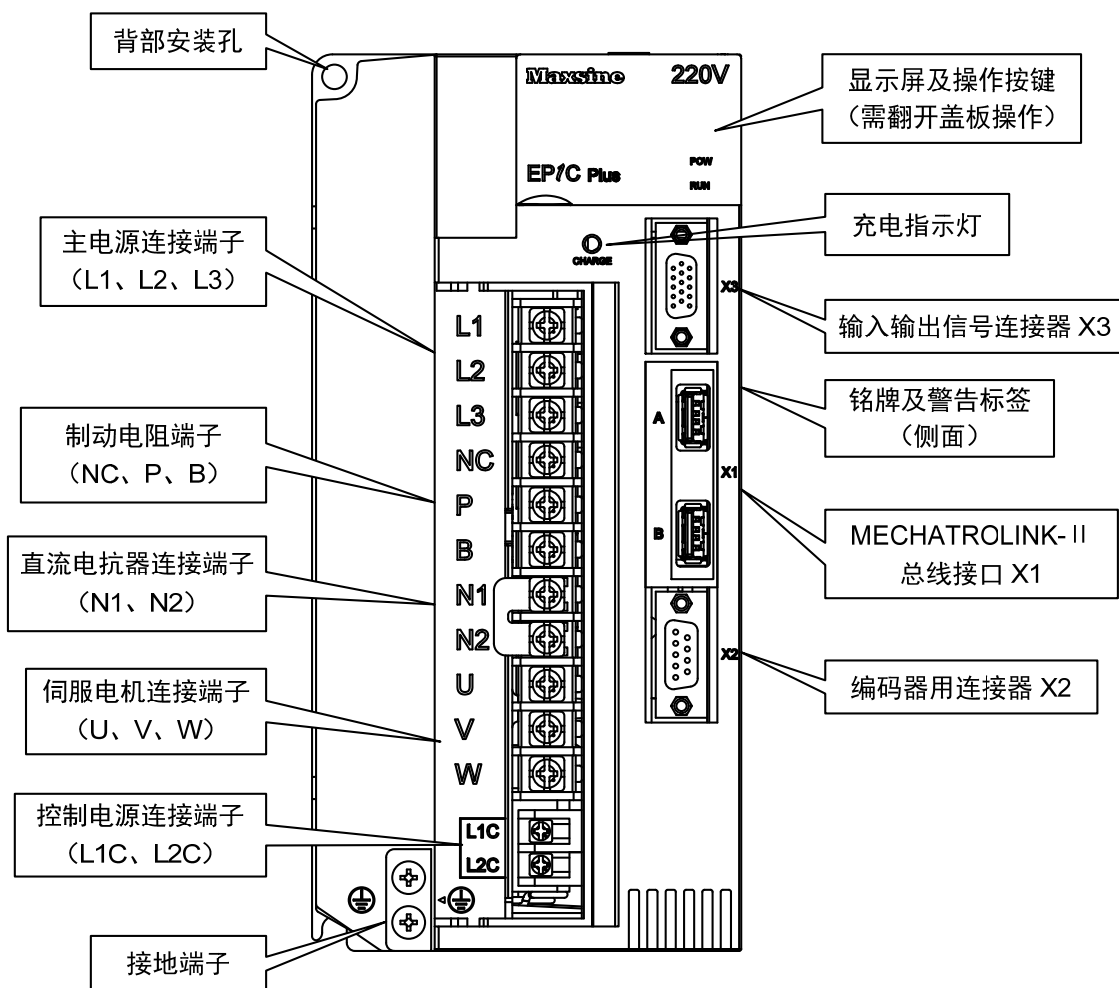 背部安装孔
主电源连接端子
（L1、L2、L3）
制动电阻端子
（NC、P、B）
直流电抗器连接端子
（N1、N2）
伺服电机连接端子
（U、V、W）
控制电源连接端子
（L1C、L2C）
接地端子
Maxsine 220V
POW
EP1C Plus
RUN
CHARGE
L1
L2
L3
NC
P
B
N1
N2
U
V
W
L1C
L2C
X3
A
X1
B
X2
显示屏及操作按键
（需翻开盖板操作）
充电指示灯
输入输出信号连接器 X3
铭牌及警告标签
（侧面）
MECHATROLINK-Ⅱ
总线接口 X1
编码器用连接器 X2